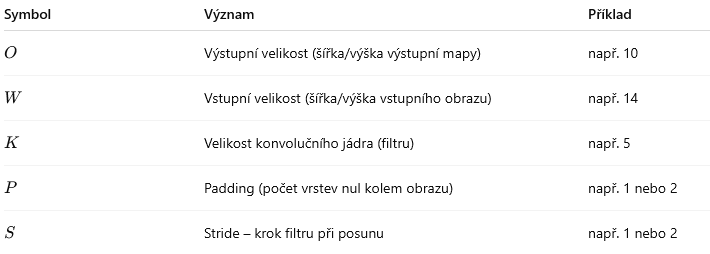 Symbol Význam Příklad
O Výstupní velikost (šířka/výška výstupní mapy) např. 10
W Vstupní velikost (šířka/výška vstupního obrazu) např. 14
K Velikost konvolučního jádra (filtru) např. 5
P Padding (počet vrstev nul kolem obrazu) např. 1 nebo 2
S Stride – krok filtru při posunu např. 1 nebo 2